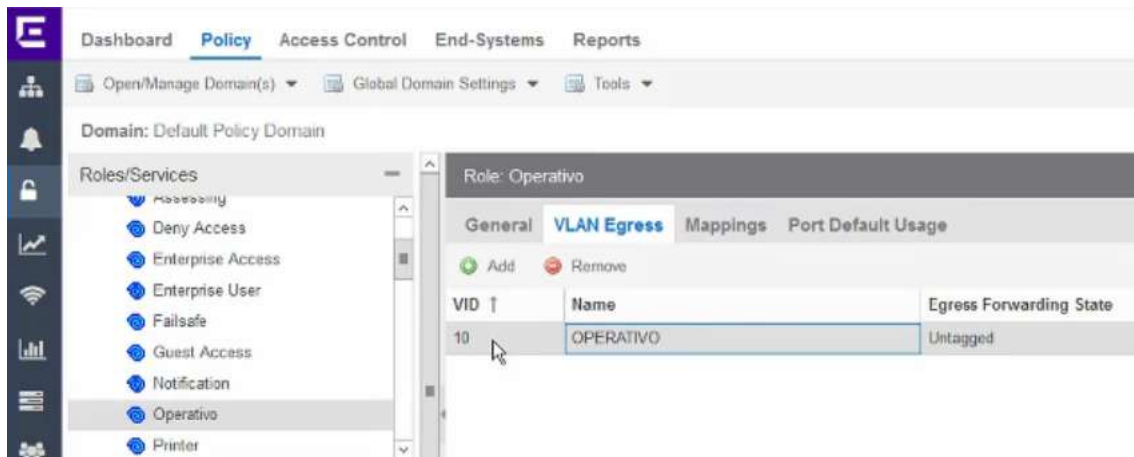 Dashboard Policy Access Control End-Systems Reports
Open/Manage Domain(s) Global Domain Settings Tools
Domain: Default Policy Domain
Roles/Services
Role: Operativo
Assessing
Deny Access
Enterprise Access
Enterprise User
Failsafe
Guest Access
Notification
Operativo
Printer
General VLAN Egress Mappings Port Default Usage
Add Remove
VID Name Egress Forwarding State
10 OPERATIVO Untagged